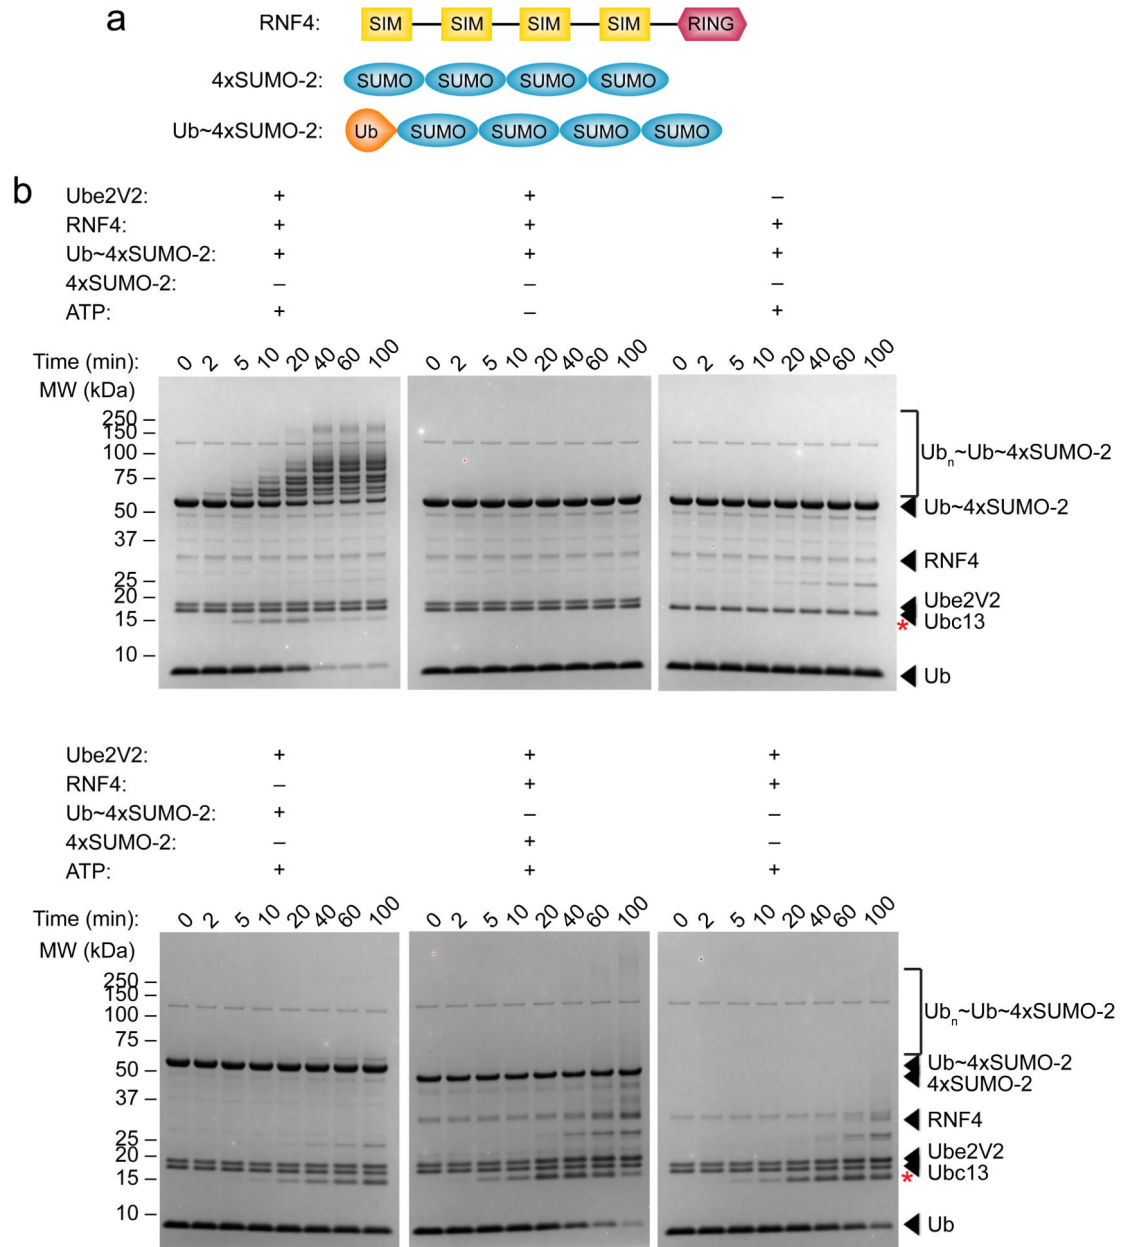 a
RNF4: SIM SIM SIM SIM RING
4xSUMO-2: SUMO SUMO SUMO SUMO
Ub~4xSUMO-2: Ub SUMO SUMO SUMO SUMO
b
Ube2V2: + + –
RNF4: + + +
Ub~4xSUMO-2: + + +
4xSUMO-2: – – –
ATP: + – +
Time (min): 0 2 5 10 20 40 60 100 0 2 5 10 20 40 60 100 0 2 5 10 20 40 60 100
MW (kDa)
250 –
150 –
100 –
75 –
50 –
37 –
25 –
20 –
15 –
10 –
Ubn~Ub~4xSUMO-2
Ub~4xSUMO-2
RNF4
Ube2V2
* Ubc13
Ub
Ube2V2: + + +
RNF4: – + +
Ub~4xSUMO-2: + – –
4xSUMO-2: – + –
ATP: + + +
Time (min): 0 2 5 10 20 40 60 100 0 2 5 10 20 40 60 100 0 2 5 10 20 40 60 100
MW (kDa)
250 –
150 –
100 –
75 –
50 –
37 –
25 –
20 –
15 –
10 –
Ubn~Ub~4xSUMO-2
Ub~4xSUMO-2
4xSUMO-2
RNF4
Ube2V2
* Ubc13
Ub